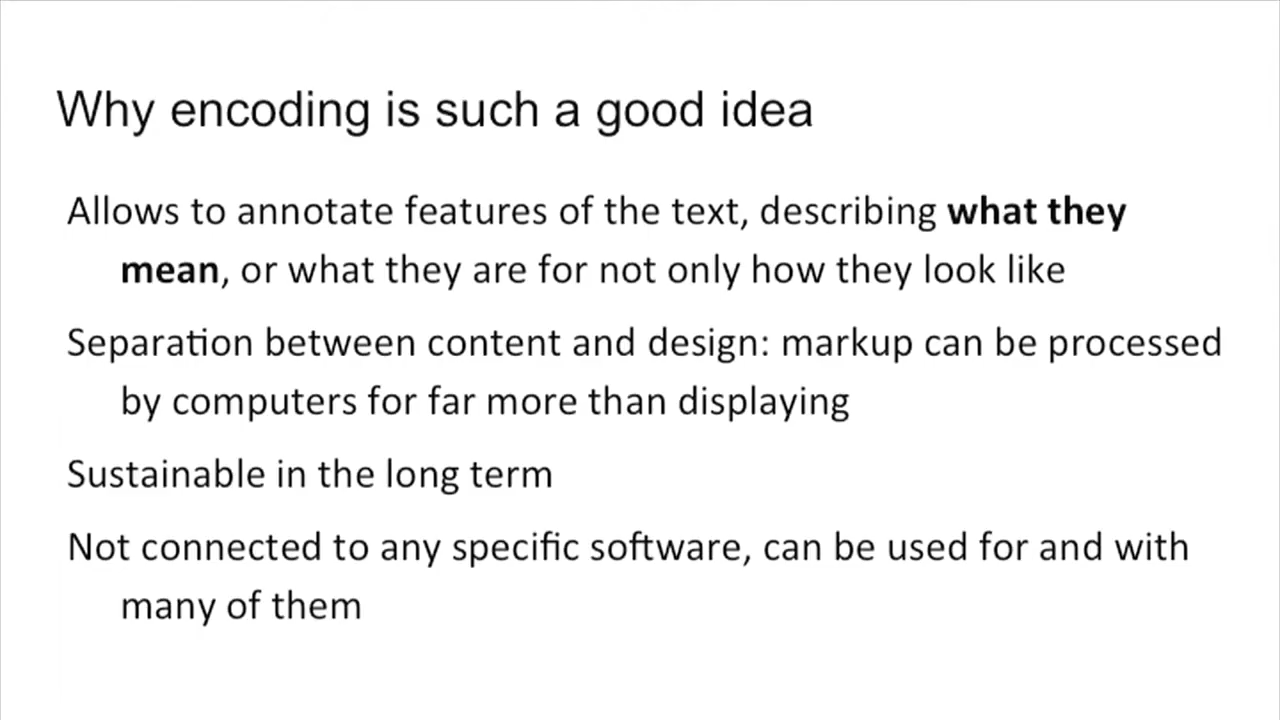 Why encoding is such a good idea
Allows to annotate features of the text, describing what they
mean, or what they are for not only how they look like
Separation between content and design: markup can be processed
by computers for far more than displaying
Sustainable in the long term
Not connected to any specific software, can be used for and with
many of them